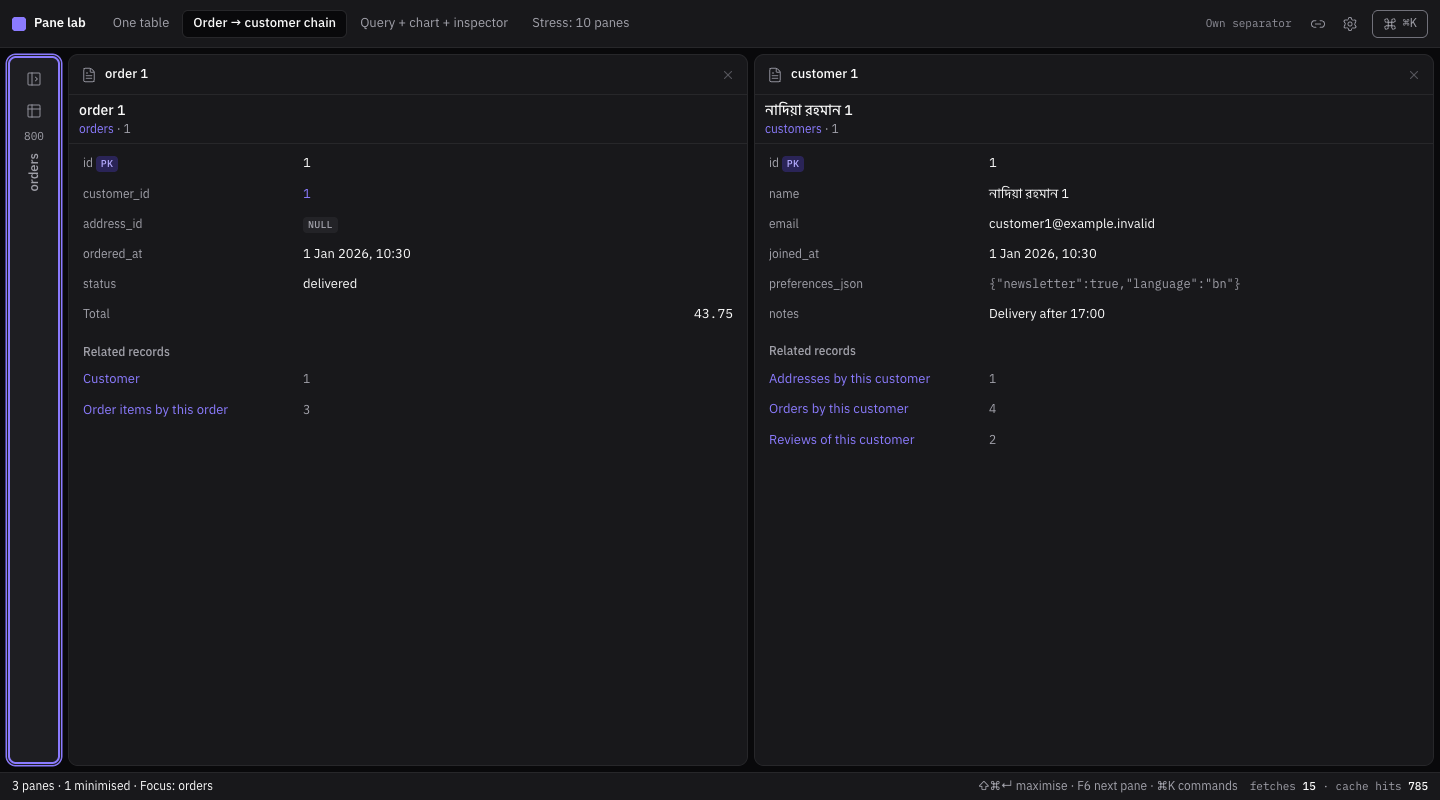 Pane lab One table Order → customer chain Query + chart + inspector Stress: 10 panes Own separator ⌘ ⌘K
800
orders
order 1
order 1
orders · 1
id PK 1
customer_id 1
address_id NULL
ordered_at 1 Jan 2026, 10:30
status delivered
Total 43.75
Related records
Customer 1
Order items by this order 3
customer 1
নাদিয়া রহমান 1
customers · 1
id PK 1
name নাদিয়া রহমান 1
email customer1@example.invalid
joined_at 1 Jan 2026, 10:30
preferences_json {"newsletter":true,"language":"bn"}
notes Delivery after 17:00
Related records
Addresses by this customer 1
Orders by this customer 4
Reviews of this customer 2
3 panes · 1 minimised · Focus: orders ⇧⌘↵ maximise · F6 next pane · ⌘K commands fetches 15 · cache hits 785